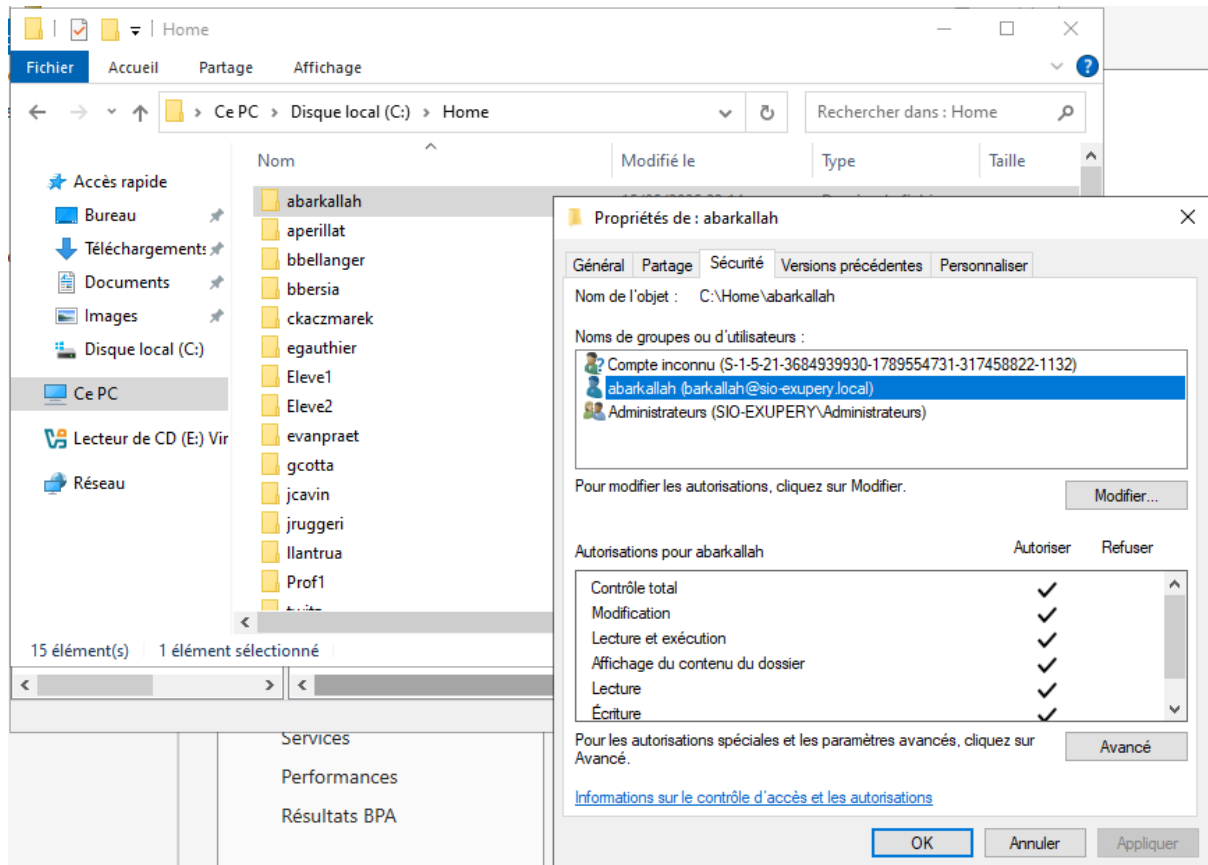 Home
Fichier Accueil Partage Affichage
Ce PC > Disque local (C:) > Home
Rechercher dans : Home
Nom Modifié le Type Taille
Accès rapide
Bureau
Téléchargements
Documents
Images
Disque local (C:)
Ce PC
Lecteur de CD (E:) Vir
Réseau
abarkallah
aperillat
bbellanger
bbersia
ckaczmarek
egauthier
Eleve1
Eleve2
evanpraet
gcotta
jcavin
jruggeri
llantrua
Prof1
15 élément(s) 1 élément sélectionné
Services
Performances
Résultats BPA
Propriétés de : abarkallah
Général Partage Sécurité Versions précédentes Personnaliser
Nom de l'objet : C:\Home\abarkallah
Noms de groupes ou d'utilisateurs :
Compte inconnu (S-1-5-21-3684939930-1789554731-317458822-1132)
abarkallah (barkallah@sio-exupery.local)
Administrateurs (SIO-EXUPERY\Administrateurs)
Pour modifier les autorisations, cliquez sur Modifier.
Modifier...
Autorisations pour abarkallah Autoriser Refuser
Contrôle total
Modification
Lecture et exécution
Affichage du contenu du dossier
Lecture
Écriture
Pour les autorisations spéciales et les paramètres avancés, cliquez sur
Avancé.
Avancé
Informations sur le contrôle d'accès et les autorisations
OK Annuler Appliquer